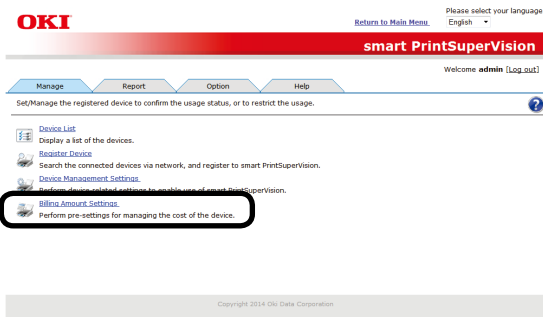 Please select your language
OKI
Return to Main Menu
English
smart PrintSuperVision
Welcome admin [Log out]
Manage
Report
Option
Help
Set/Manage the registered device to confirm the usage status, or to restrict the usage.
?
Device List
Display a list of the devices.
Register Device
Search the connected devices via network, and register to smart PrintSuperVision.
Device Management Settings
Perform device-related settings to enable use of smart PrintSuperVision.
Billing Amount Settings
Perform pre-settings for managing the cost of the device.
Copyright 2014 Oki Data Corporation.